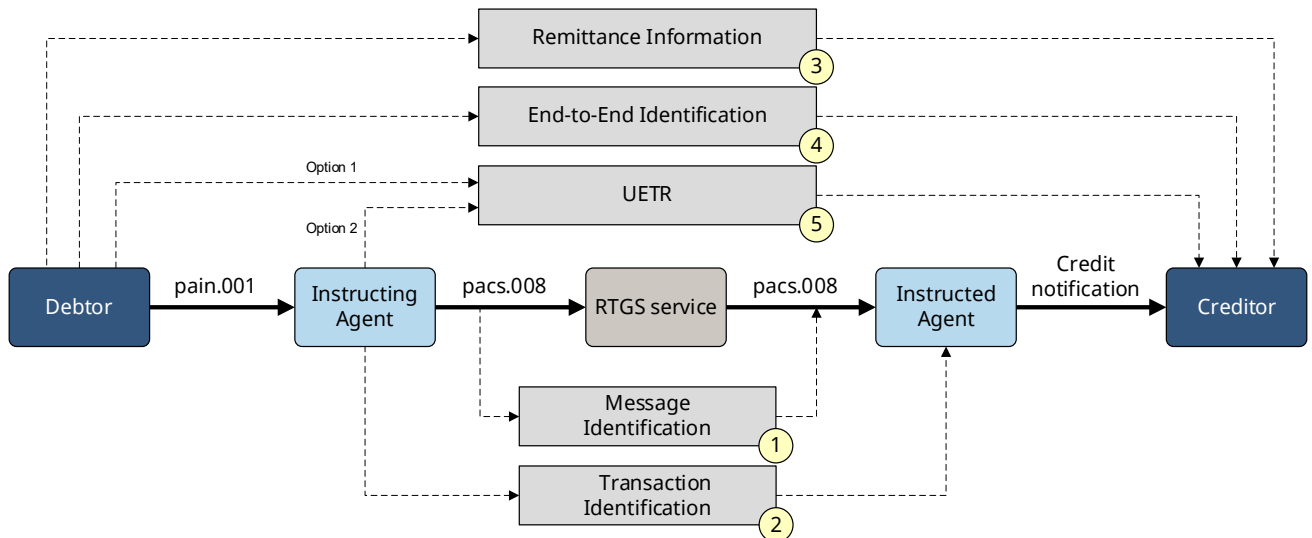 Remittance Information
3
End-to-End Identification
4
Option 1
UETR
5
Option 2
Debtor
pain.001
Instructing
Agent
pacs.008
RTGS service
pacs.008
Instructed
Agent
Credit
notification
Creditor
Message
Identification
1
Transaction
Identification
2